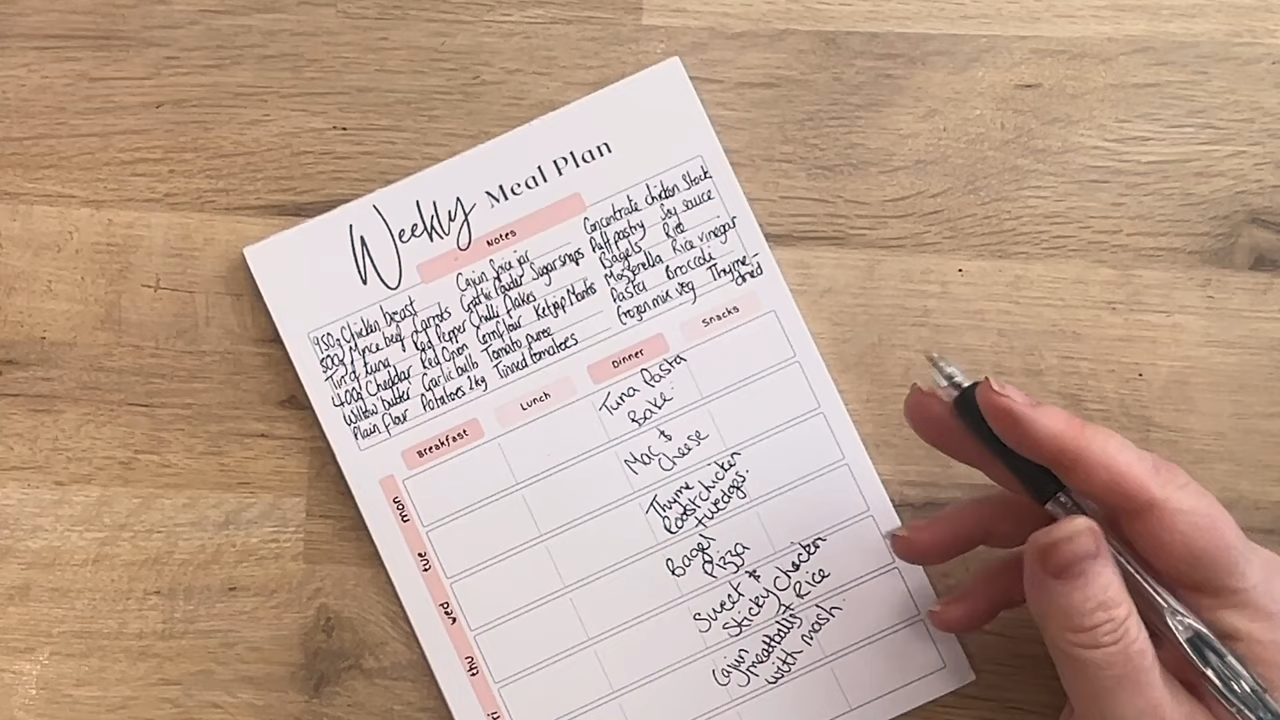 Weekly Meal Plan
Notes
950g Chicken breast
500g Mince beef
Tin of tuna
400g Cheddar
Willow butter
Plain flour
Cajun Spice jar
Garlic Powder Sugarsnaps
Carrots
Red Pepper Chilli flakes
Red Onion Cornflour Ketjap Manis
Garlic bulb Tomato puree
Potatoes 2kg Tinned tomatoes
Concentrate chicken Stock
Puff pastry Soy sauce
Bagels Rice
Mozzerella Rice vinegar
Pasta Broccoli
Frozen mix veg Thyme
dried
Breakfast
Lunch
Dinner
Snacks
mon
Tuna Pasta
Bake.
tue
Mac &
Cheese
wed
Thyme
Roast chicken
+ wedges.
thu
Bagel
Pizza
fri
Sweet &
Sticky Chicken
+ Rice
Cajun
meatballs
with mash.